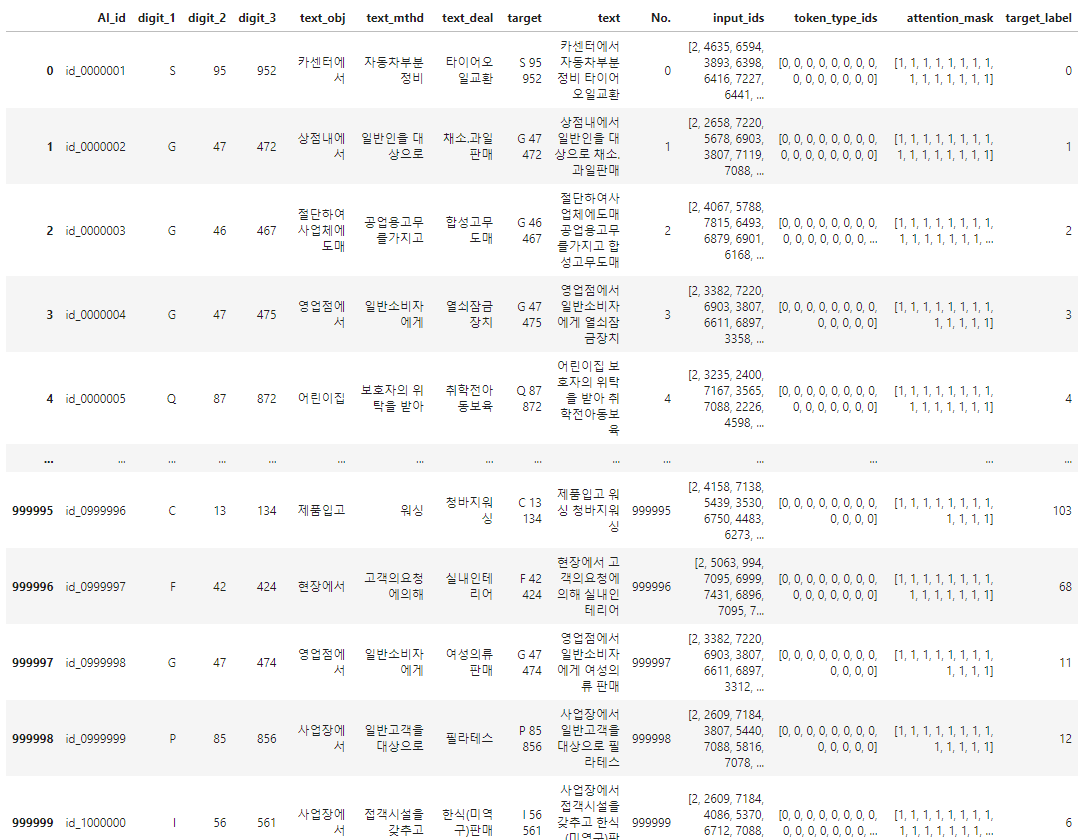 AI_id digit_1 digit_2 digit_3 text_obj text_mthd text_deal target text No. input_ids token_type_ids attention_mask target_label
0 id_0000001 S 95 952
카센터에
서
자동차부분
정비
타이어오
일교환
S 95
952
카센터에서
자동차부분
정비 타이어
오일교환
0
[2, 4635, 6594,
3893, 6398,
6416, 7227,
6441, ...
[0, 0, 0, 0, 0, 0, 0, 0,
0, 0, 0, 0, 0, 0, 0]
[1, 1, 1, 1, 1, 1, 1, 1,
1, 1, 1, 1, 1, 1, 1]
0
1 id_0000002 G 47 472
상점내에
서
일반인을 대
상으로
채소.과일
판매
G 47
472
상점내에서
일반인을 대
상으로 채소.
과일판매
1
[2, 2658, 7220,
5678, 6903,
3807, 7119,
7088, ...
[0, 0, 0, 0, 0, 0, 0, 0,
0, 0, 0, 0, 0, 0, 0, 0]
[1, 1, 1, 1, 1, 1, 1, 1,
1, 1, 1, 1, 1, 1, 1, 1]
1
2 id_0000003 G 46 467
절단하여
사업체에
도매
공업용고무
를가지고
합성고무
도매
G 46
467
절단하여사
업체에도매
공업용고무
를가지고 합
성고무도매
2
[2, 4067, 5788,
7815, 6493,
6879, 6901,
6168, ...
[0, 0, 0, 0, 0, 0, 0, 0,
0, 0, 0, 0, 0, 0, 0, ...
[1, 1, 1, 1, 1, 1, 1, 1,
1, 1, 1, 1, 1, 1, 1, ...
2
3 id_0000004 G 47 475
영업점에
서
일반소비자
에게
열쇠잠금
장치
G 47
475
영업점에서
일반소비자
에게 열쇠잠
금장치
3
[2, 3382, 7220,
6903, 3807,
6611, 6897,
3358, ...
[0, 0, 0, 0, 0, 0, 0, 0,
0, 0, 0, 0, 0]
[1, 1, 1, 1, 1, 1, 1, 1,
1, 1, 1, 1, 1]
3
4 id_0000005 Q 87 872
어린이집
보호자의 위
탁을 받아
취학전아
동보육
Q 87
872
어린이집 보
호자의 위탁
을 받아 취
학전아동보
육
4
[2, 3235, 2400,
7167, 3565,
7088, 2226,
4598, ...
[0, 0, 0, 0, 0, 0, 0, 0,
0, 0, 0, 0, 0, 0, 0]
[1, 1, 1, 1, 1, 1, 1, 1,
1, 1, 1, 1, 1, 1, 1]
4
... ... ... ... ... ... ... ... ... ... ... ... ... ... ...
999995 id_0999996 C 13 134
제품입고
워싱
청바지워
싱
C 13
134
제품입고 워
싱 청바지워
싱
999995
[2, 4158, 7138,
5439, 3530,
6750, 4483,
6273, ...
[0, 0, 0, 0, 0, 0, 0, 0,
0, 0, 0, 0]
[1, 1, 1, 1, 1, 1, 1, 1,
1, 1, 1, 1]
103
999996 id_0999997 F 42 424
현장에서
고객의요청
에의해
실내인테
리어
F 42
424
현장에서 고
객의요청에
의해 실내인
테리어
999996
[2, 5063, 994,
7095, 6999,
7431, 6896,
7095, 7...
[0, 0, 0, 0, 0, 0, 0, 0,
0, 0, 0, 0, 0, 0, 0]
[1, 1, 1, 1, 1, 1, 1, 1,
1, 1, 1, 1, 1, 1, 1]
68
999997 id_0999998 G 47 474
영업점에
서
일반소비자
에게
여성의류
판매
G 47
474
영업점에서
일반소비자
에게 여성의
류 판매
999997
[2, 3382, 7220,
6903, 3807,
6611, 6897,
3312, ...
[0, 0, 0, 0, 0, 0, 0, 0,
0, 0, 0, 0]
[1, 1, 1, 1, 1, 1, 1, 1,
1, 1, 1, 1]
11
999998 id_0999999 P 85 856
사업장에
서
일반고객을
대상으로
필라테스
P 85
856
사업장에서
일반고객을
대상으로 필
라테스
999998
[2, 2609, 7184,
3807, 5440,
7088, 5816,
7078, ...
[0, 0, 0, 0, 0, 0, 0, 0,
0, 0, 0, 0, 0]
[1, 1, 1, 1, 1, 1, 1, 1,
1, 1, 1, 1, 1]
12
999999 id_1000000 I 56 561
사업장에
서
접객시설을
갖추고
한식(미역
구)판매
I 56
561
사업장에서
접객시설을
갖추고 한식
(미역구)판
999999
[2, 2609, 7184,
4086, 5370,
6712, 7088,
[0, 0, 0, 0, 0, 0, 0, 0,
0, 0, 0, 0, 0, 0, 0, ...
[1, 1, 1, 1, 1, 1, 1, 1,
1, 1, 1, 1, 1, 1, 1, ...
6